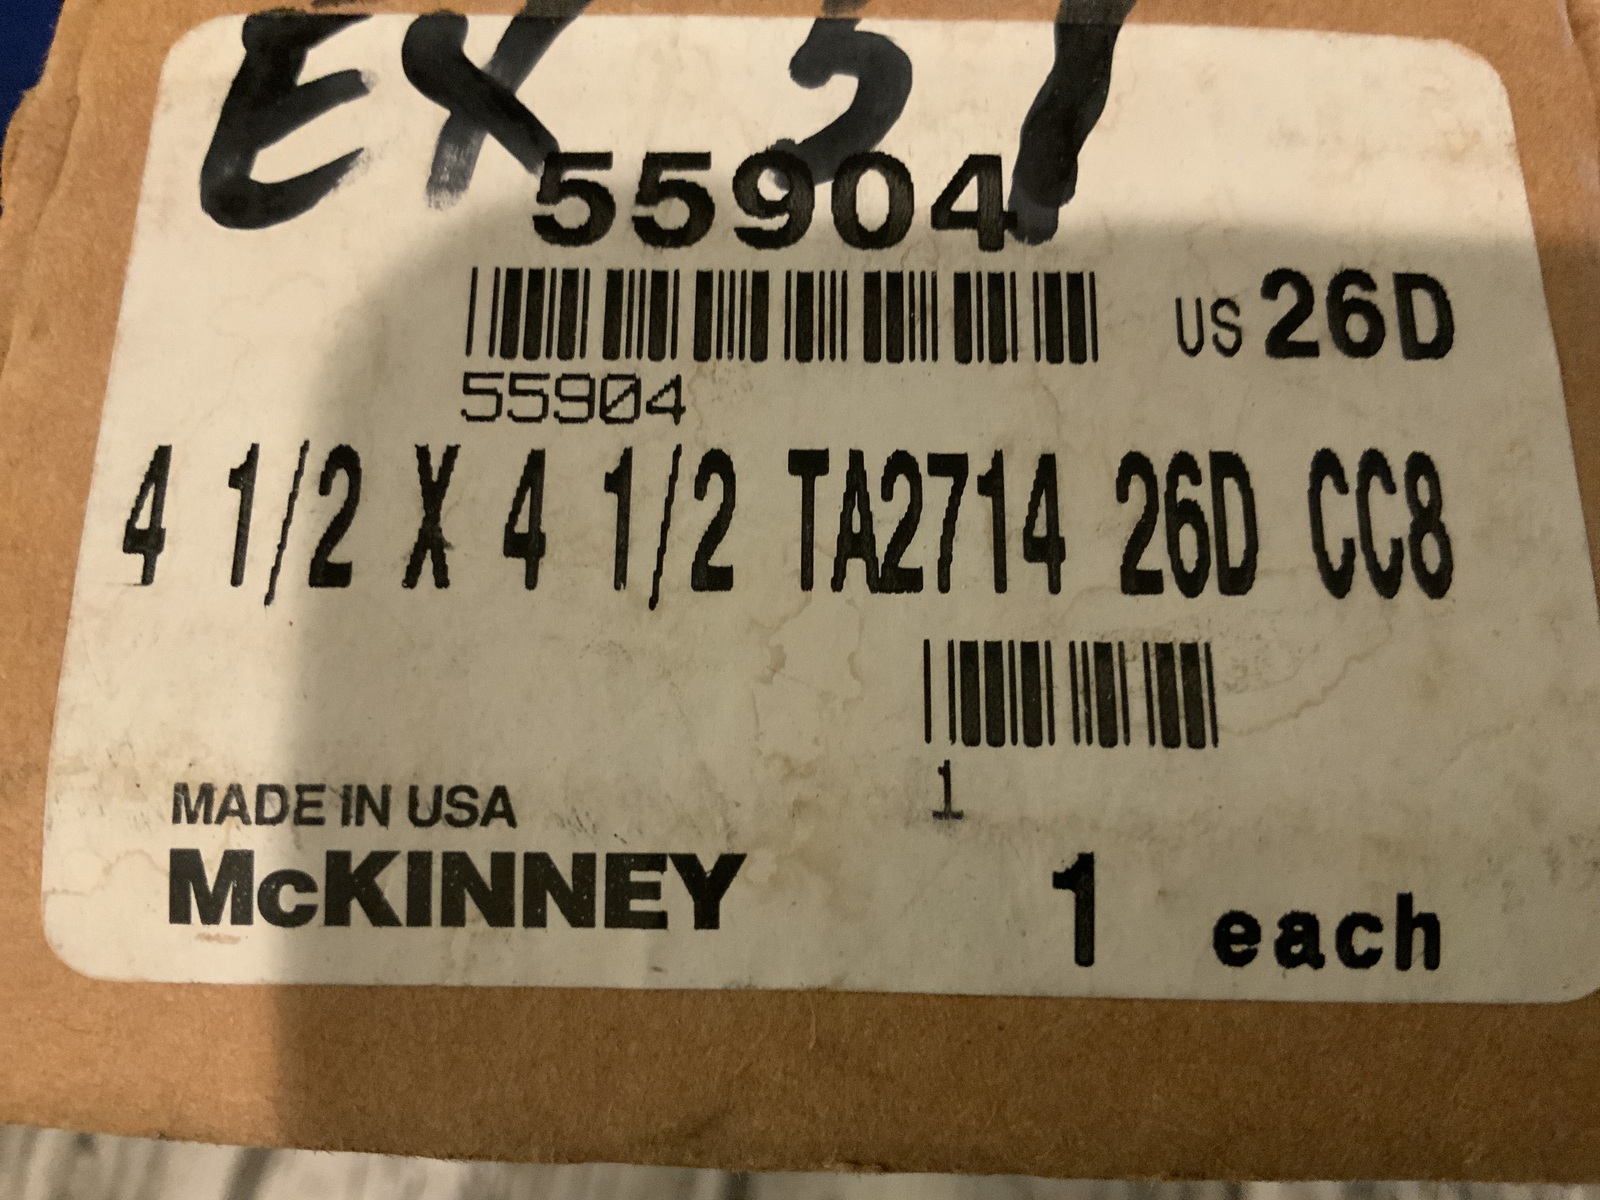 EX 51
55904
US 26D
55904
4 1/2 X 4 1/2 TA2714 26D CC8
1
MADE IN USA
McKINNEY
1 each